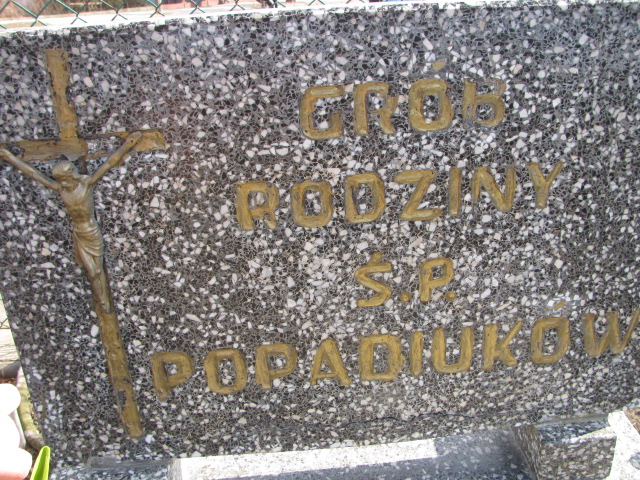 GRÓB
RODZINY
Ś.P.
POPADIUKÓW